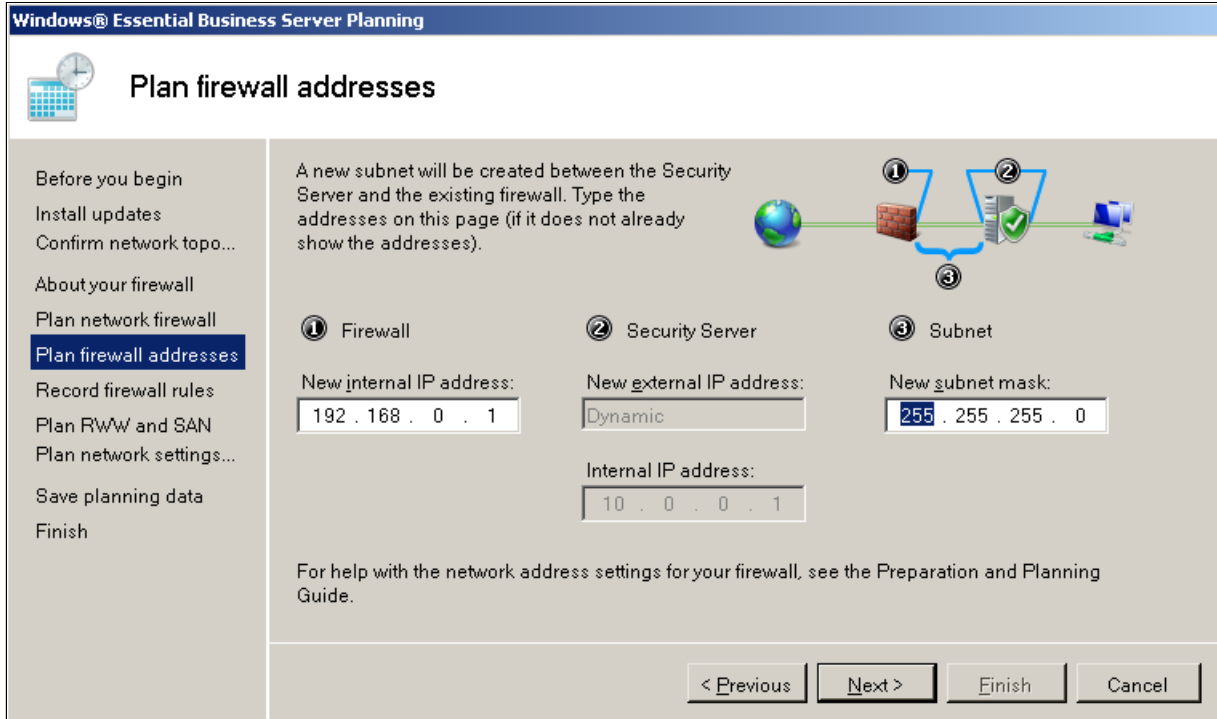 Windows® Essential Business Server Planning
Plan firewall addresses
Before you begin
Install updates
Confirm network topo...
About your firewall
Plan network firewall
Plan firewall addresses
Record firewall rules
Plan RWW and SAN
Plan network settings...
Save planning data
Finish
A new subnet will be created between the Security
Server and the existing firewall. Type the
addresses on this page (if it does not already
show the addresses).
1 2
3
1 Firewall
New internal IP address:
192 . 168 . 0 . 1
2 Security Server
New external IP address:
Dynamic
Internal IP address:
10 . 0 . 0 . 1
3 Subnet
New subnet mask:
255 . 255 . 255 . 0
For help with the network address settings for your firewall, see the Preparation and Planning
Guide.
< Previous Next > Finish Cancel